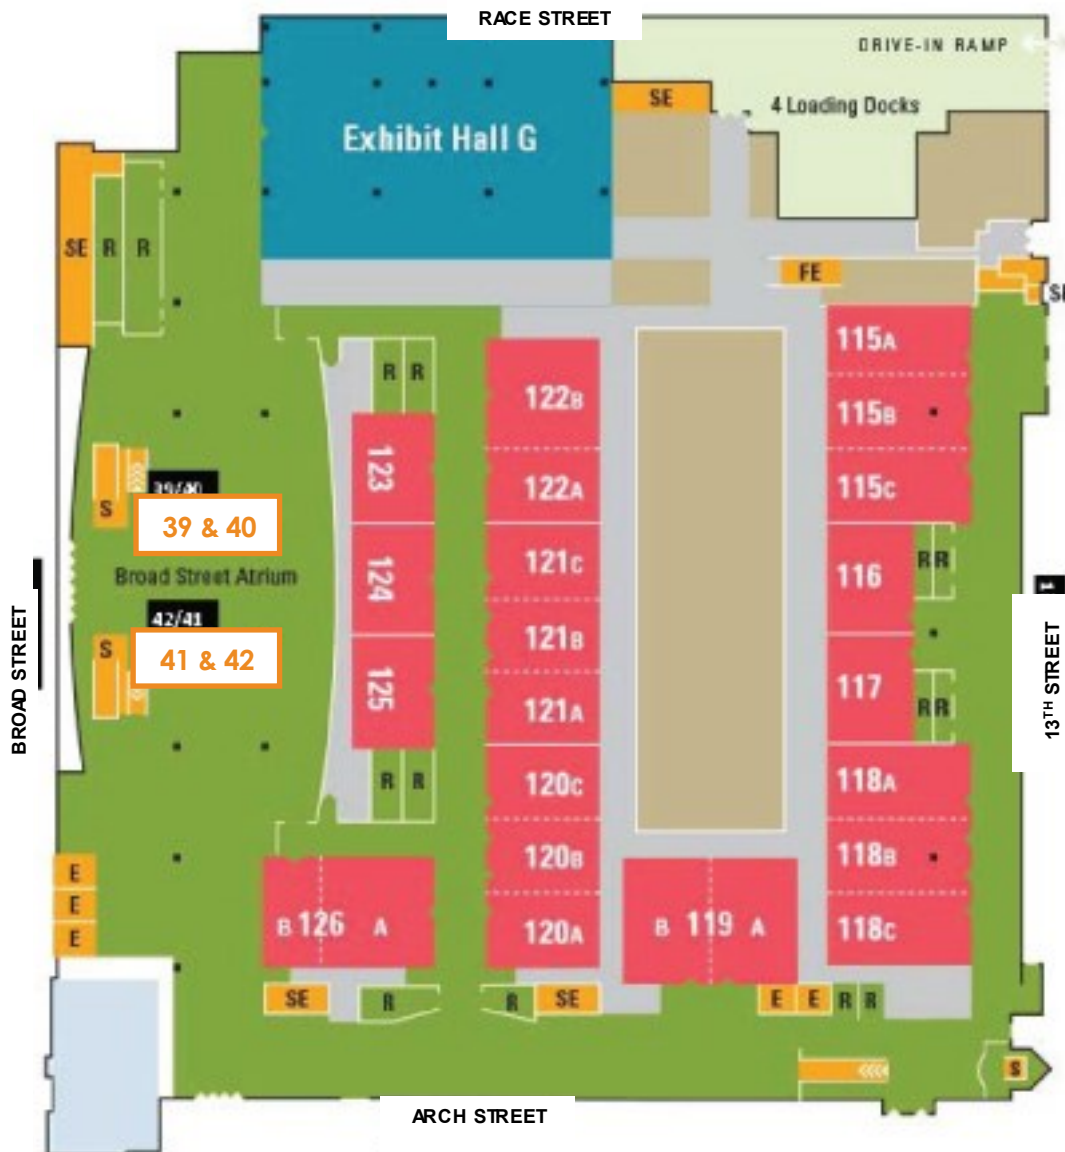 RACE STREET
DRIVE-IN RAMP
4 Loading Docks
SE
Exhibit Hall G
SE
R
R
FE
115A
R
R
122B
115B
123
122A
115C
39/40
S
39 & 40
121C
R R
124
116
Broad Street Atrium
42/41
121B
S
41 & 42
BROAD STREET
13TH STREET
125
121A
117
R R
R
R
120C
118A
120B
118B
E
E
E
B 126 A
120A
B 119 A
118C
SE
R
R
SE
E
E
R
R
S
ARCH STREET